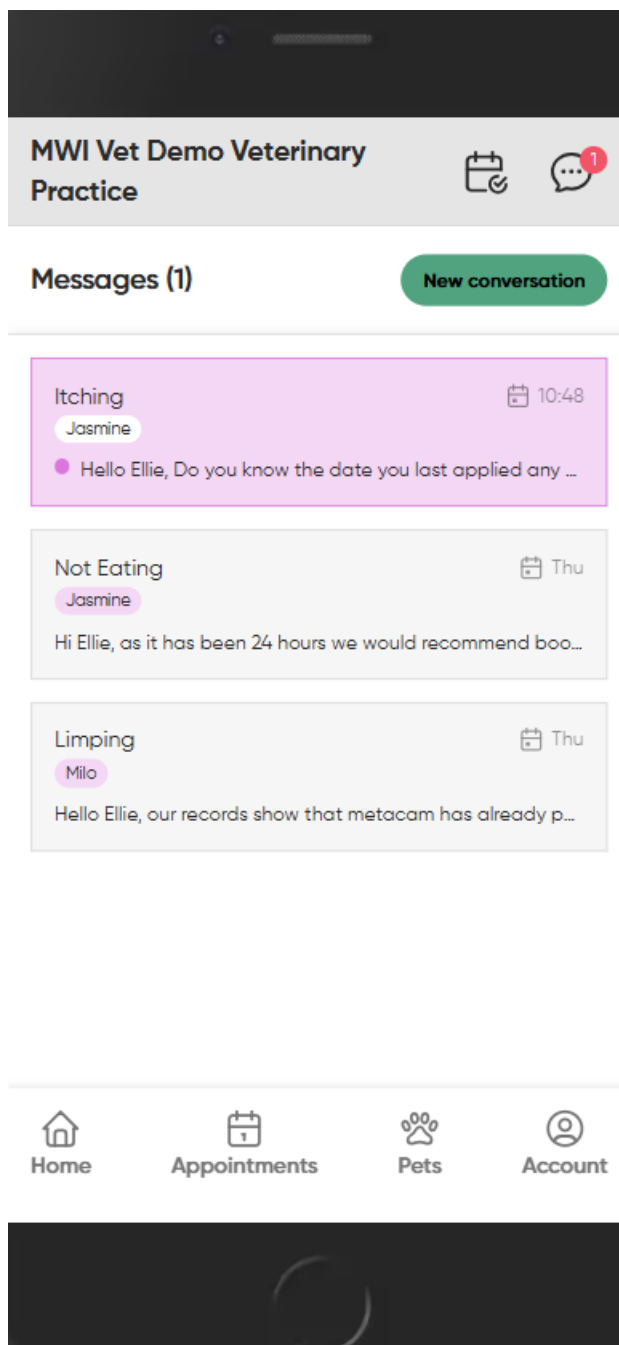 MWI Vet Demo Veterinary
Practice
1
Messages (1)
New conversation
Itching
10:48
Jasmine
Hello Ellie, Do you know the date you last applied any ...
Not Eating
Thu
Jasmine
Hi Ellie, as it has been 24 hours we would recommend boo...
Limping
Thu
Milo
Hello Ellie, our records show that metacam has already p...
1
Home
Appointments
Pets
Account